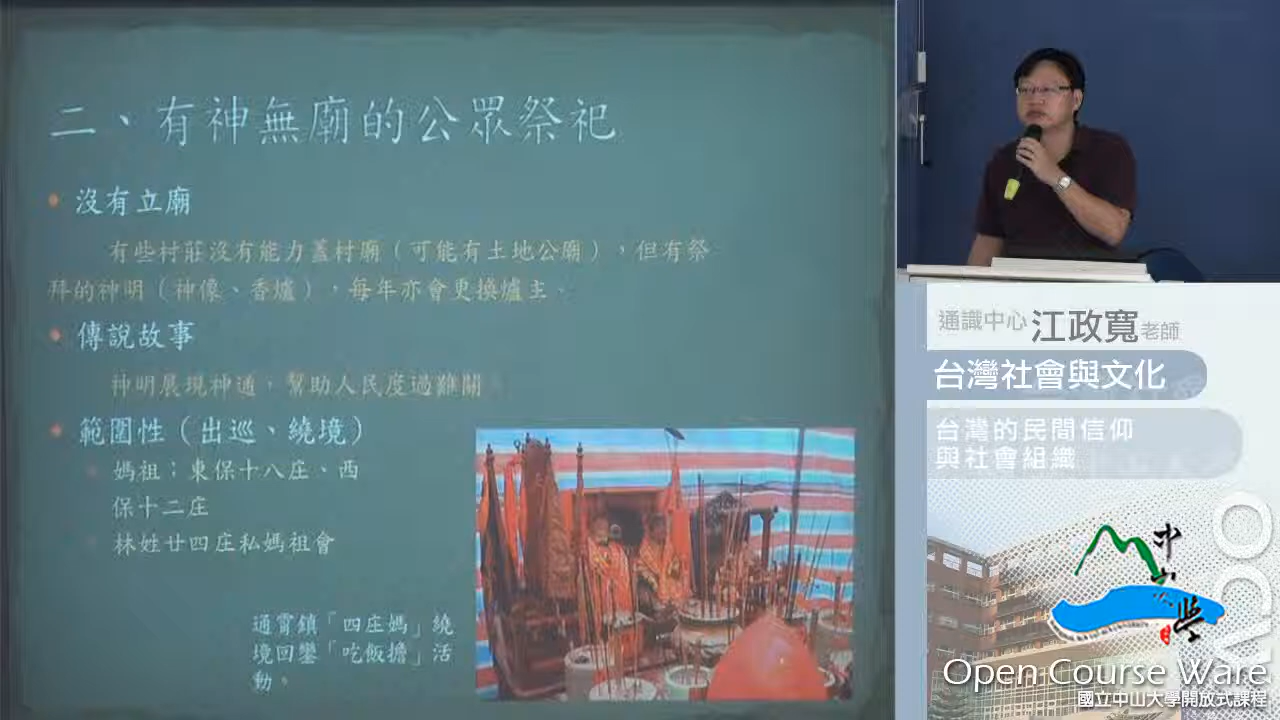 二、有神無廟的公眾祭祀
• 沒有立廟
有些村莊沒有能力蓋村廟（可能有土地公廟），但有祭
拜的神明（神像、香爐），每年亦會更換爐主。
• 傳說故事
神明展現神通，幫助人民度過難關
• 範圍性（出巡、繞境）
媽祖：東保十八庄、西
保十二庄
林姓廿四庄私媽祖會
通霄鎮「四庄媽」繞
境回鑾「吃飯擔」活
動。
通識中心 江政寬 老師
台灣社會與文化
台灣的民間信仰
與社會組織
中山大學
OCW
Open Course Ware
國立中山大學開放式課程